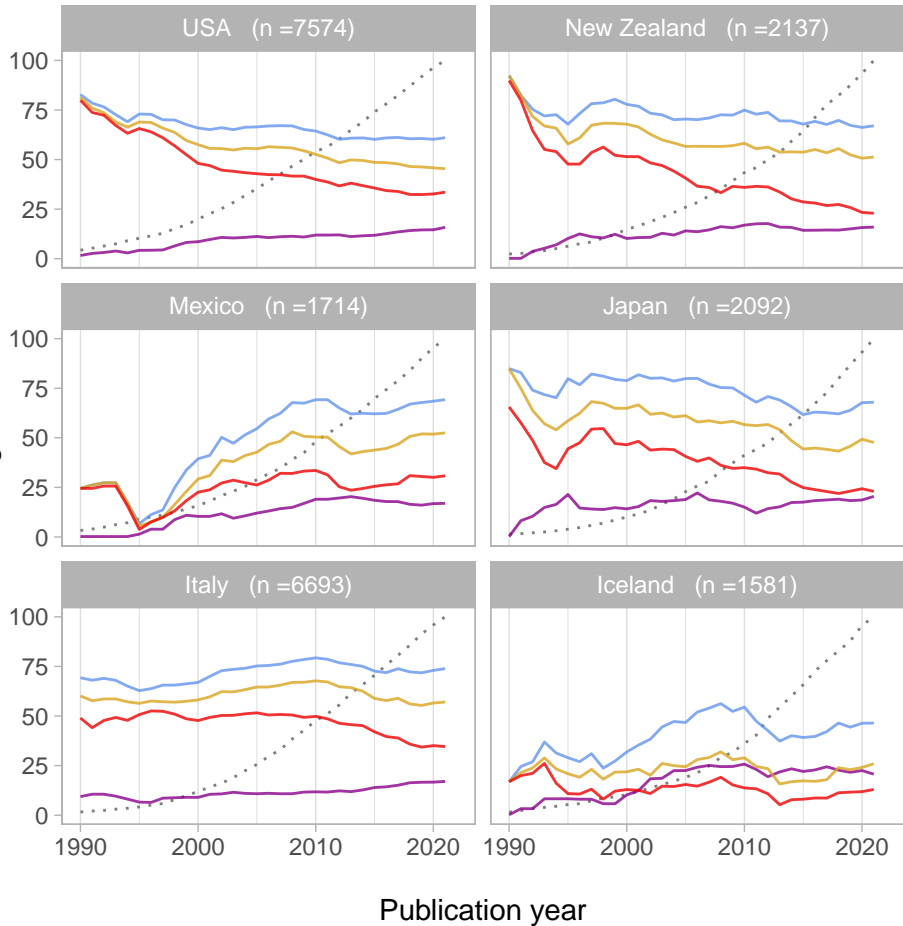 USA (n =7574)
New Zealand (n =2137)
100
75
50
25
0
Mexico (n =1714)
Japan (n =2092)
100
75
50
25
0
Italy (n =6693)
Iceland (n =1581)
100
75
50
25
0
1990 2000 2010 2020
1990 2000 2010 2020
Publication year